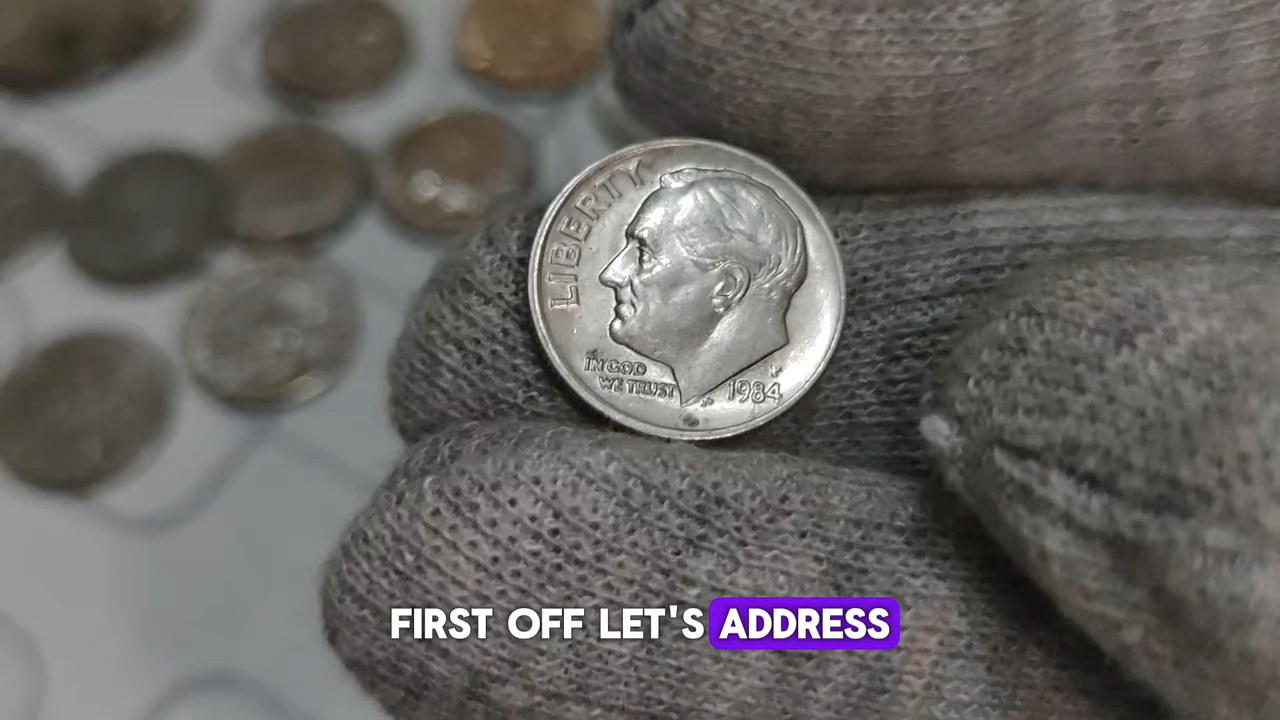 LIBERTY
IN GOD
WE TRUST
P
1984
FIRST OFF LET'S ADDRESS